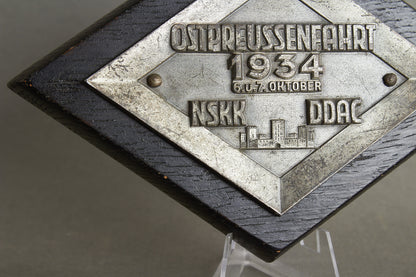 OSTPREUSSENFAHRT
1934
6.U.7. OKTOBER
NSKK DDAC